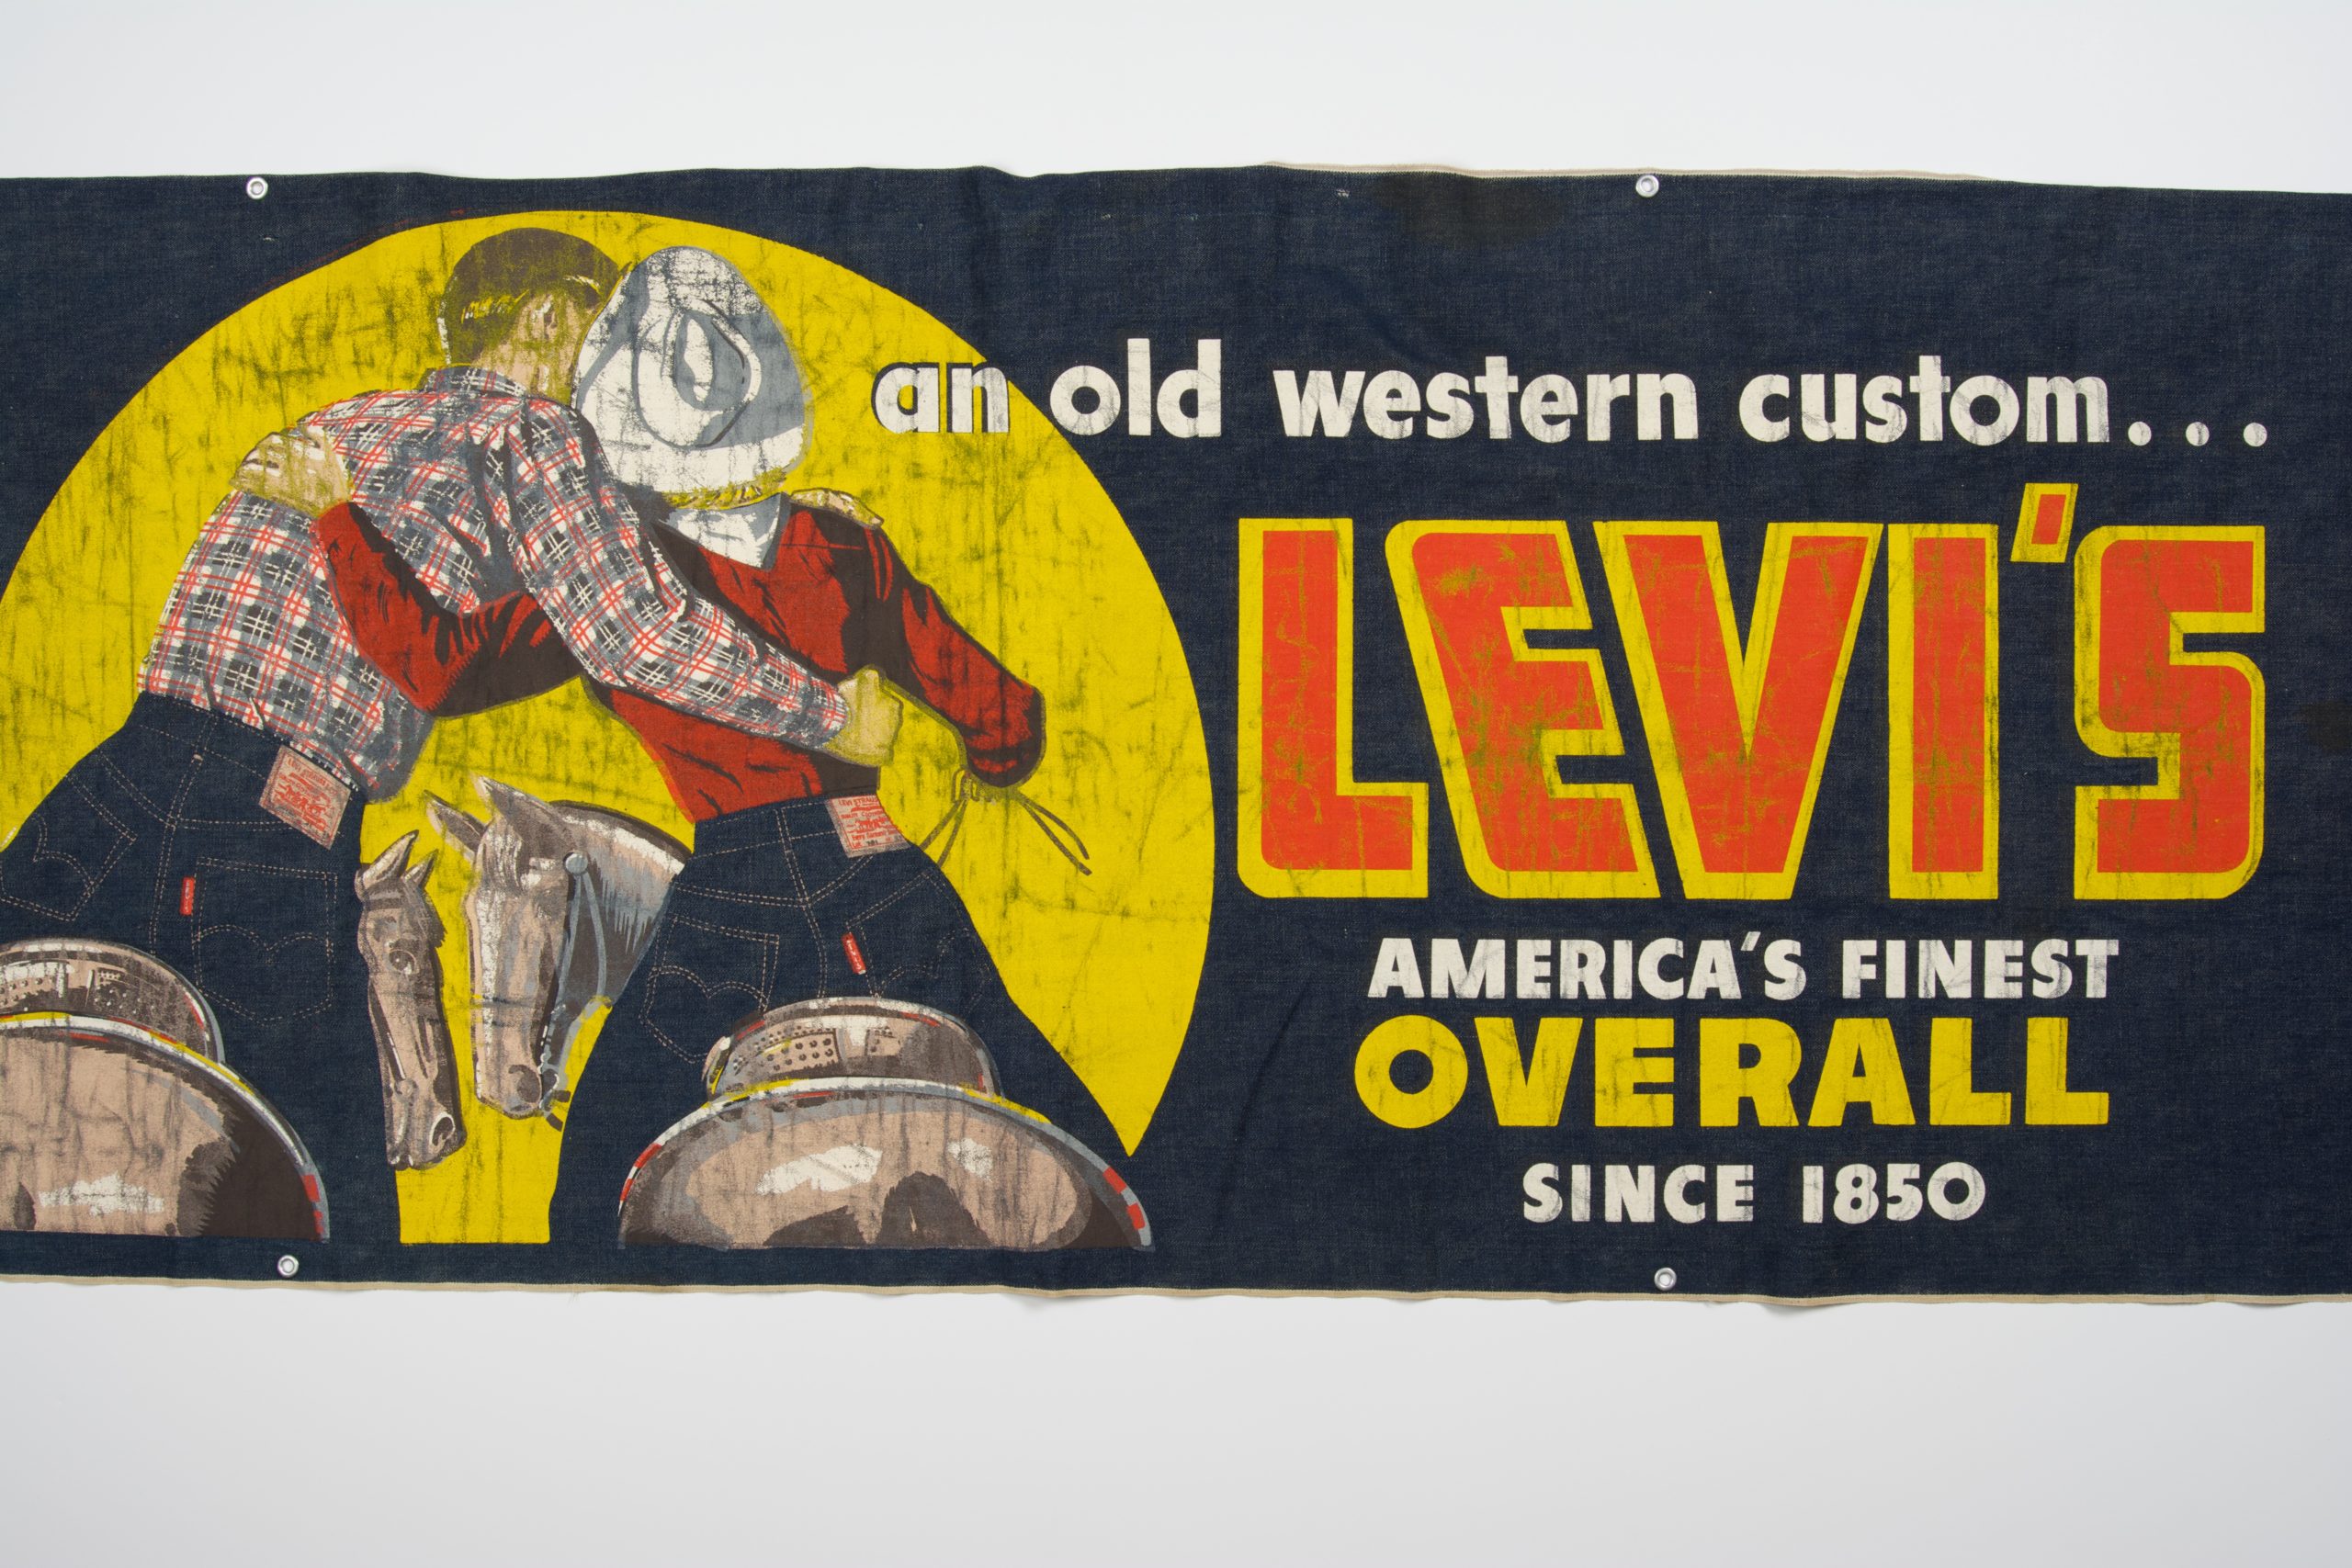 an old western custom...
LEVI'S
AMERICA'S FINEST
OVERALL
SINCE 1850